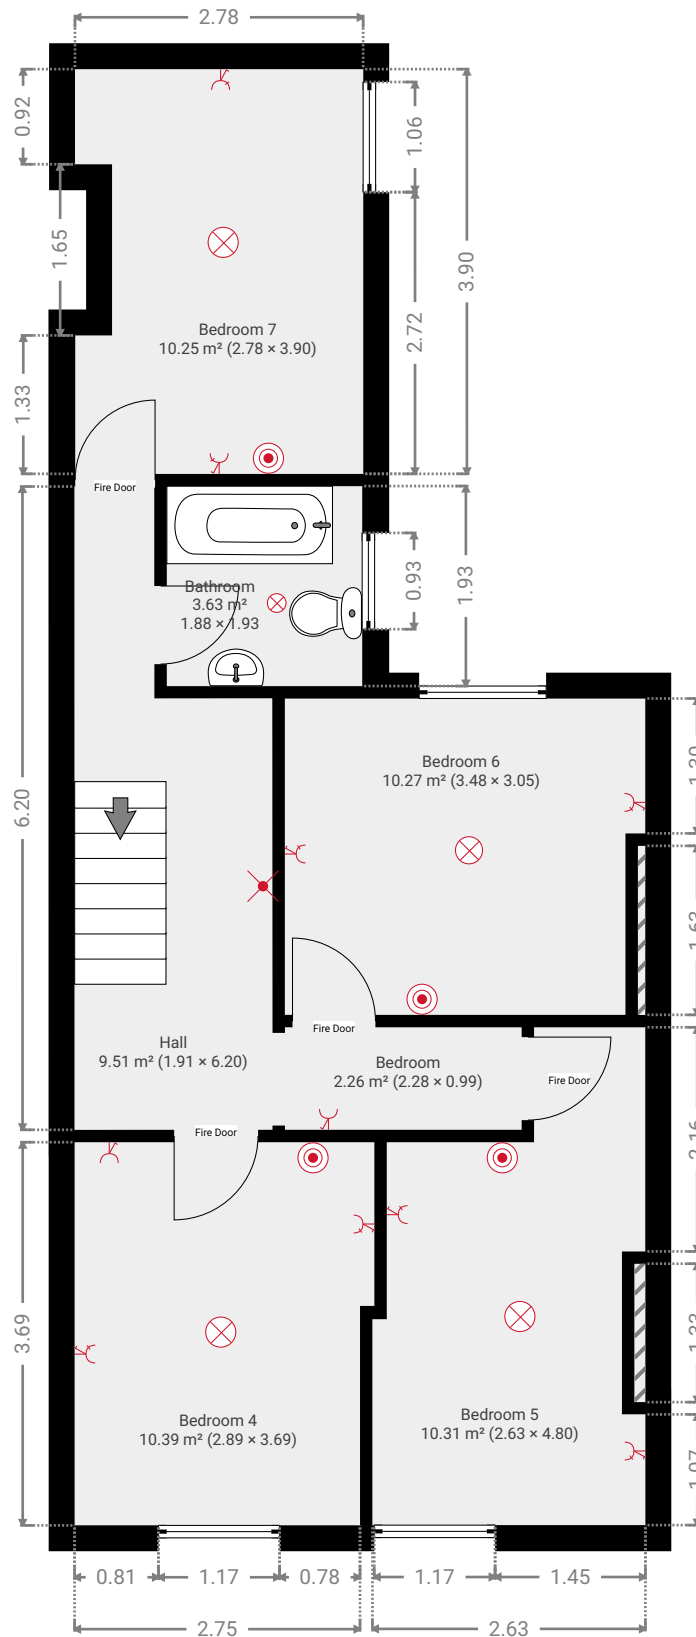 2.78
0.92
1.06
1.65
3.90
2.72
Bedroom 7
10.25 m² (2.78 × 3.90)
1.33
Fire Door
Bathroom
3.63 m²
1.88 × 1.93
0.93
1.93
6.20
Bedroom 6
10.27 m² (3.48 × 3.05)
Fire Door
Hall
9.51 m² (1.91 × 6.20)
Bedroom
2.26 m² (2.28 × 0.99)
Fire Door
Fire Door
3.69
Bedroom 4
10.39 m² (2.89 × 3.69)
Bedroom 5
10.31 m² (2.63 × 4.80)
0.81
1.17
0.78
1.17
1.45
2.75
2.63